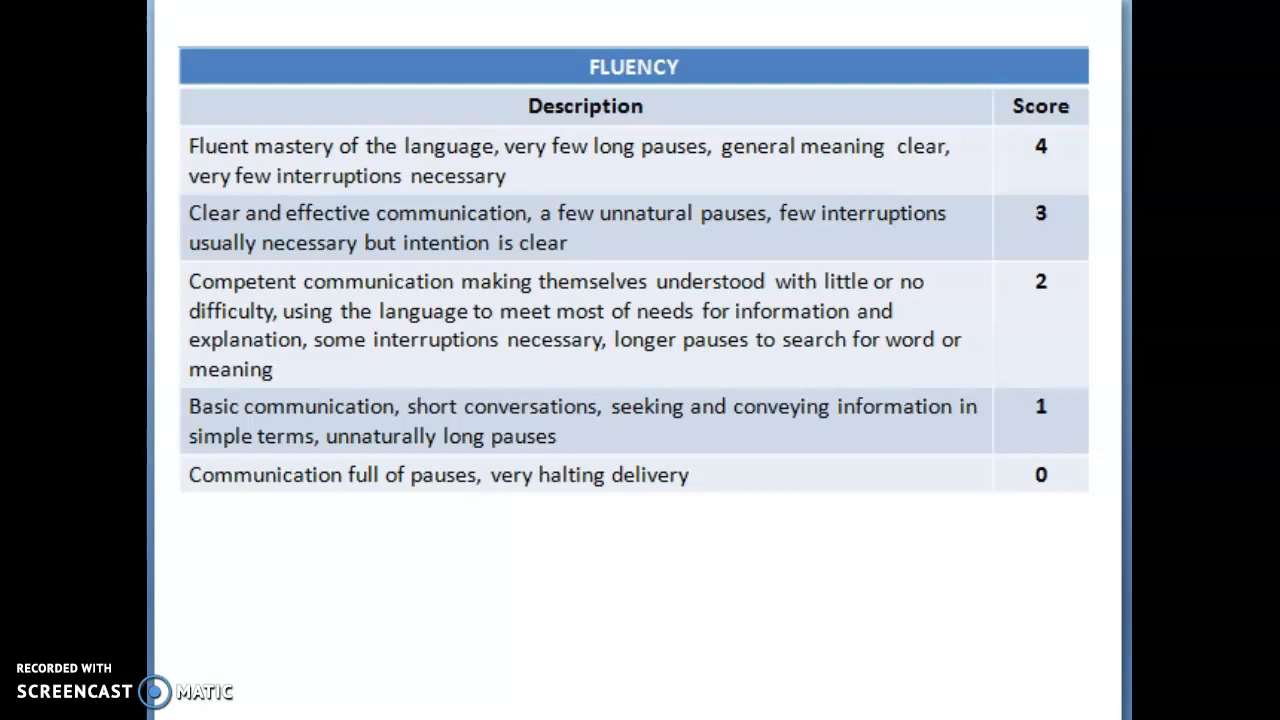 FLUENCY
Description Score
Fluent mastery of the language, very few long pauses, general meaning clear, 4
very few interruptions necessary
Clear and effective communication, a few unnatural pauses, few interruptions 3
usually necessary but intention is clear
Competent communication making themselves understood with little or no 2
difficulty, using the language to meet most of needs for information and
explanation, some interruptions necessary, longer pauses to search for word or
meaning
Basic communication, short conversations, seeking and conveying information in 1
simple terms, unnaturally long pauses
Communication full of pauses, very halting delivery 0
RECORDED WITH
SCREENCAST MATIC